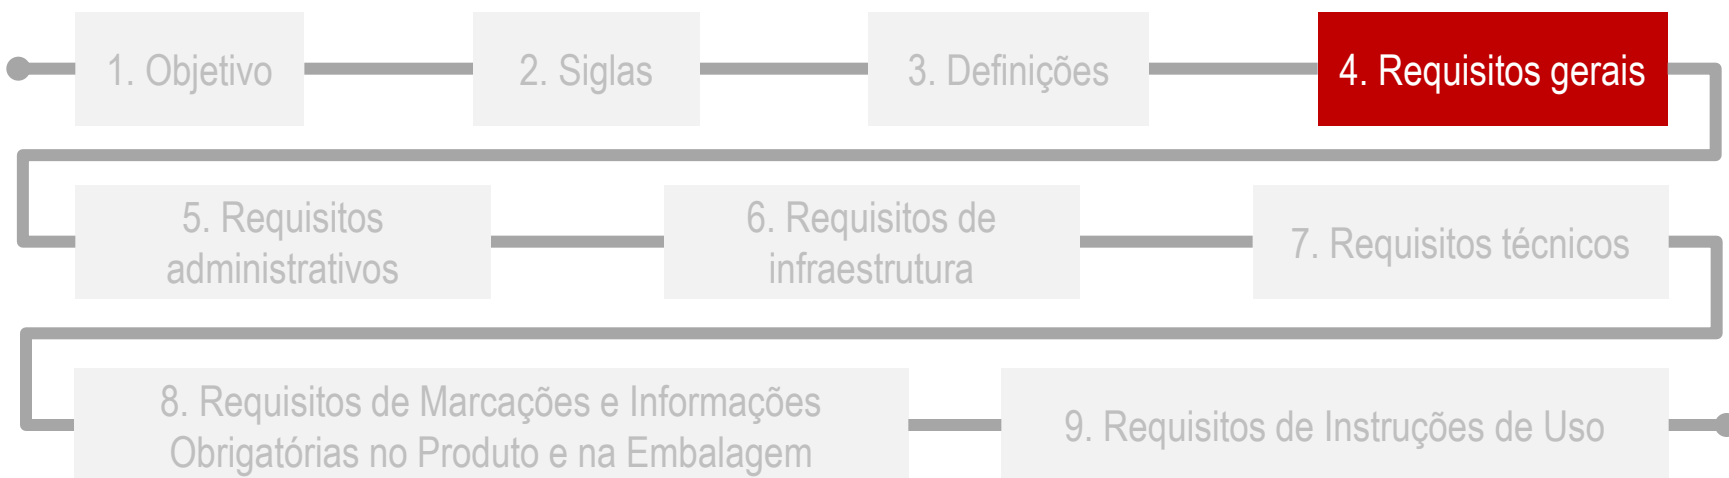 1. Objetivo
2. Siglas
3. Definições
4. Requisitos gerais
5. Requisitos
administrativos
6. Requisitos de
infraestrutura
7. Requisitos técnicos
8. Requisitos de Marcações e Informações
Obrigatórias no Produto e na Embalagem
9. Requisitos de Instruções de Uso